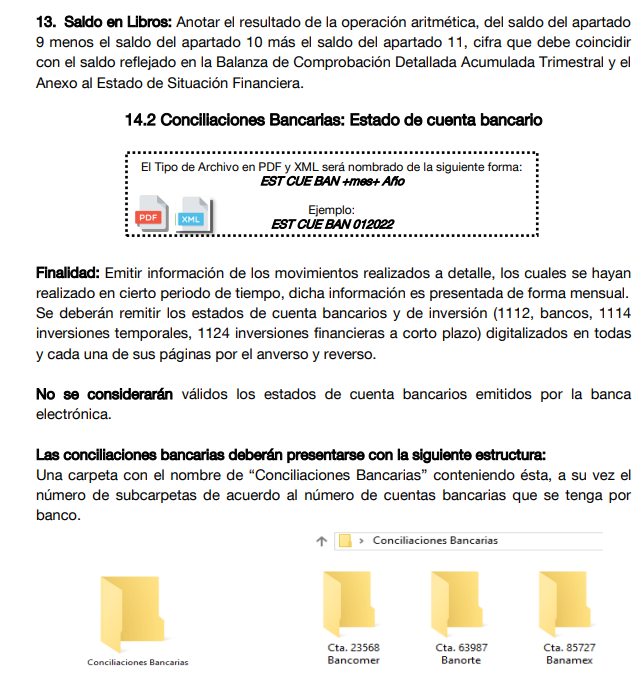 13. Saldo en Libros: Anotar el resultado de la operación aritmética, del saldo del apartado
9 menos el saldo del apartado 10 más el saldo del apartado 11, cifra que debe coincidir
con el saldo reflejado en la Balanza de Comprobación Detallada Acumulada Trimestral y el
Anexo al Estado de Situación Financiera.
14.2 Conciliaciones Bancarias: Estado de cuenta bancario
El Tipo de Archivo en PDF y XML será nombrado de la siguiente forma:
EST CUE BAN +mes+ Año
Ejemplo:
EST CUE BAN 012022
PDF
XML
Finalidad: Emitir información de los movimientos realizados a detalle, los cuales se hayan
realizado en cierto periodo de tiempo, dicha información es presentada de forma mensual.
Se deberán remitir los estados de cuenta bancarios y de inversión (1112, bancos, 1114
inversiones temporales, 1124 inversiones financieras a corto plazo) digitalizados en todas
y cada una de sus páginas por el anverso y reverso.
No se considerarán válidos los estados de cuenta bancarios emitidos por la banca
electrónica.
Las conciliaciones bancarias deberán presentarse con la siguiente estructura:
Una carpeta con el nombre de “Conciliaciones Bancarias” conteniendo ésta, a su vez el
número de subcarpetas de acuerdo al número de cuentas bancarias que se tenga por
banco.
Conciliaciones Bancarias
Conciliaciones Bancarias
Cta. 23568
Bancomer
Cta. 63987
Banorte
Cta. 85727
Banamex